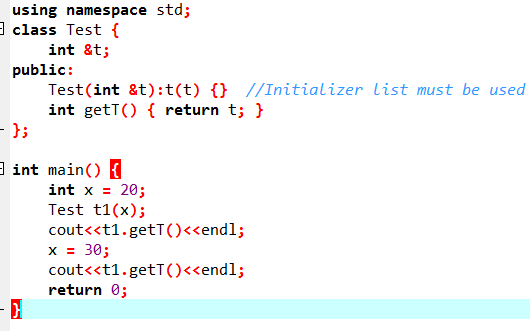 using namespace std;
class Test {
    int &t;
public:
    Test(int &t):t(t) {}  //Initializer list must be used
    int getT() { return t; }
};

int main() {
    int x = 20;
    Test t1(x);
    cout<<t1.getT()<<endl;
    x = 30;
    cout<<t1.getT()<<endl;
    return 0;
}